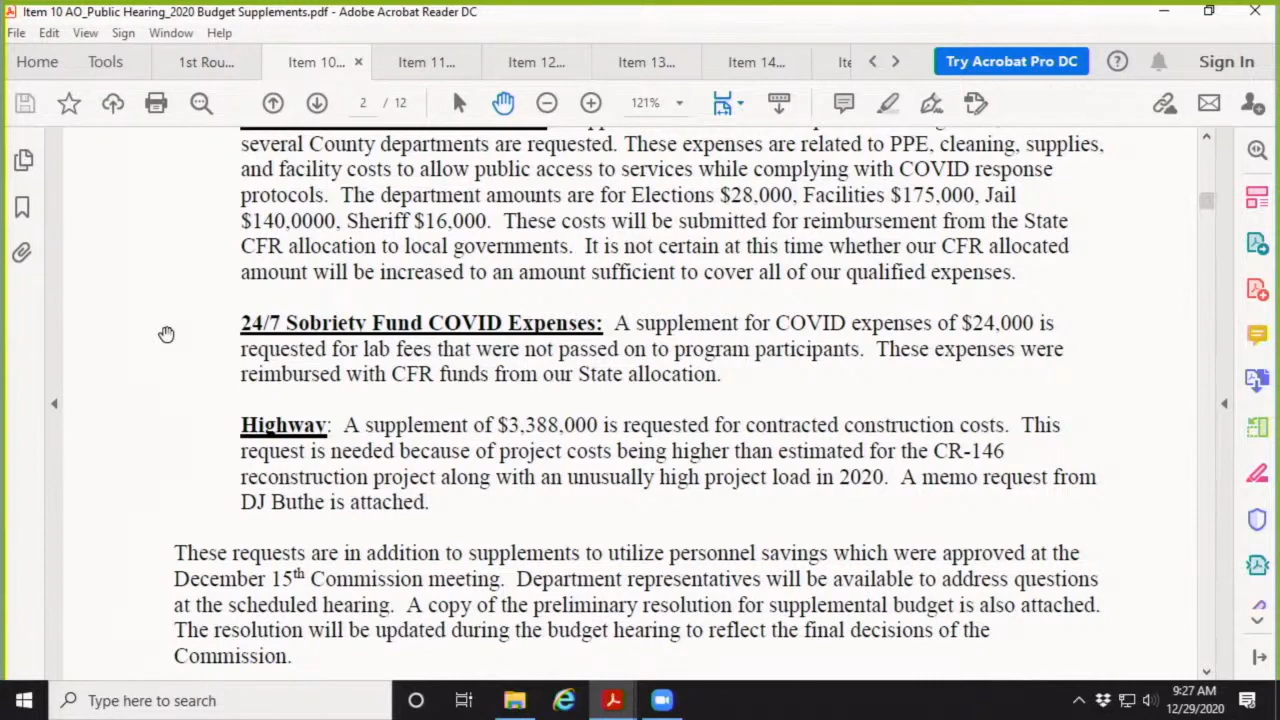 Item 10 AO_Public Hearing_2020 Budget Supplements.pdf - Adobe Acrobat Reader DC
File Edit View Sign Window Help
Home Tools 1st Rou... Item 10... × Item 11... Item 12... Item 13... Item 14... Ite Try Acrobat Pro DC Sign In
2 / 12 121%
several County departments are requested. These expenses are related to PPE, cleaning, supplies,
and facility costs to allow public access to services while complying with COVID response
protocols. The department amounts are for Elections $28,000, Facilities $175,000, Jail
$140,0000, Sheriff $16,000. These costs will be submitted for reimbursement from the State
CFR allocation to local governments. It is not certain at this time whether our CFR allocated
amount will be increased to an amount sufficient to cover all of our qualified expenses.
24/7 Sobriety Fund COVID Expenses: A supplement for COVID expenses of $24,000 is
requested for lab fees that were not passed on to program participants. These expenses were
reimbursed with CFR funds from our State allocation.
Highway: A supplement of $3,388,000 is requested for contracted construction costs. This
request is needed because of project costs being higher than estimated for the CR-146
reconstruction project along with an unusually high project load in 2020. A memo request from
DJ Buthe is attached.
These requests are in addition to supplements to utilize personnel savings which were approved at the
December 15th Commission meeting. Department representatives will be available to address questions
at the scheduled hearing. A copy of the preliminary resolution for supplemental budget is also attached.
The resolution will be updated during the budget hearing to reflect the final decisions of the
Commission.
Type here to search
9:27 AM
12/29/2020